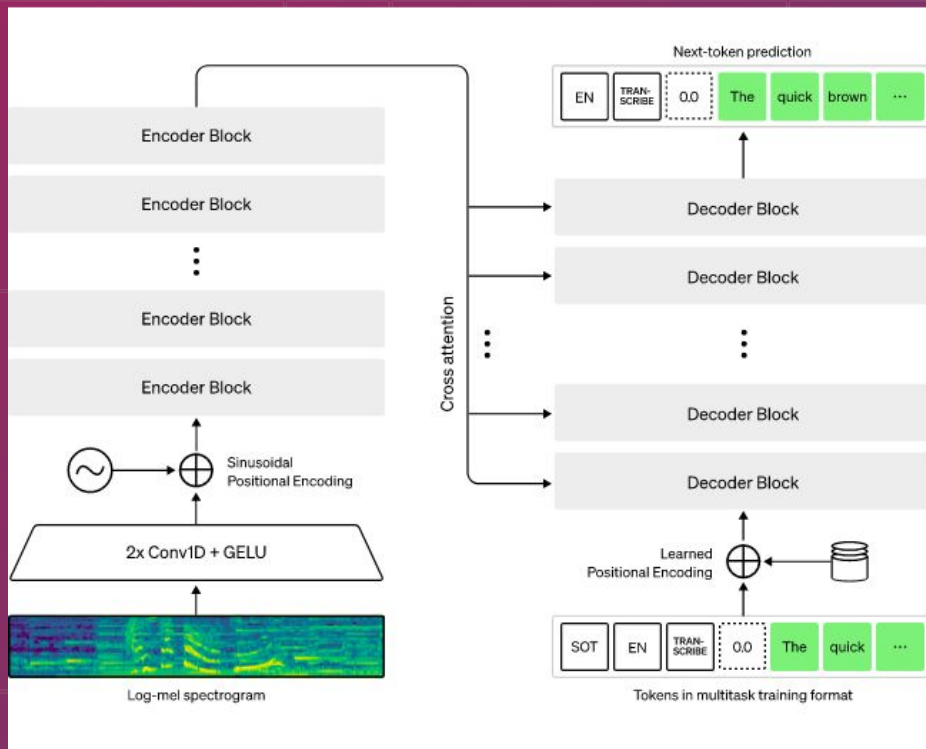 Encoder Block
Encoder Block
Encoder Block
Encoder Block
Sinusoidal
Positional Encoding
2x Conv1D + GELU
Log-mel spectrogram
Cross attention
Next-token prediction
EN TRAN-SCRIBE 0.0 The quick brown ...
Decoder Block
Decoder Block
Decoder Block
Decoder Block
Learned
Positional Encoding
SOT EN TRAN-SCRIBE 0.0 The quick ...
Tokens in multitask training format